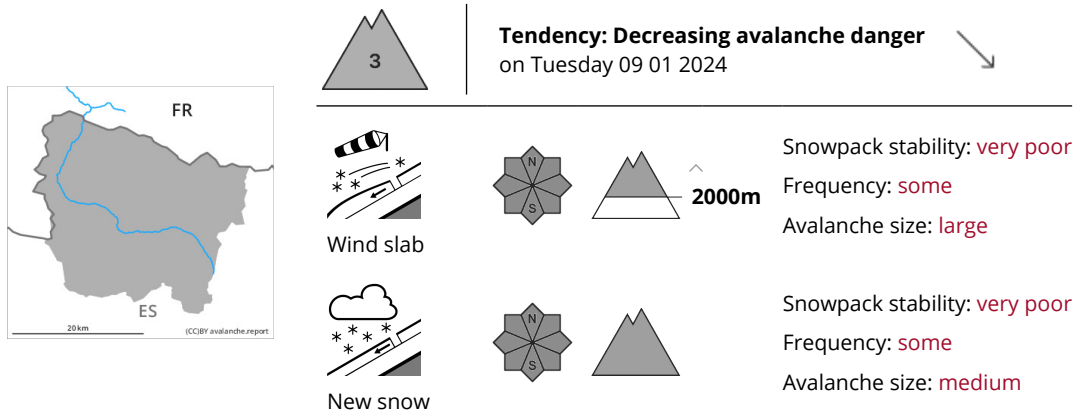 3
Tendency: Decreasing avalanche danger
on Tuesday 09 01 2024
FR
ES
20 km
(CC)BY avalanche.report
N
S
2000m
Wind slab
Snowpack stability: very poor
Frequency: some
Avalanche size: large
N
S
New snow
Snowpack stability: very poor
Frequency: some
Avalanche size: medium